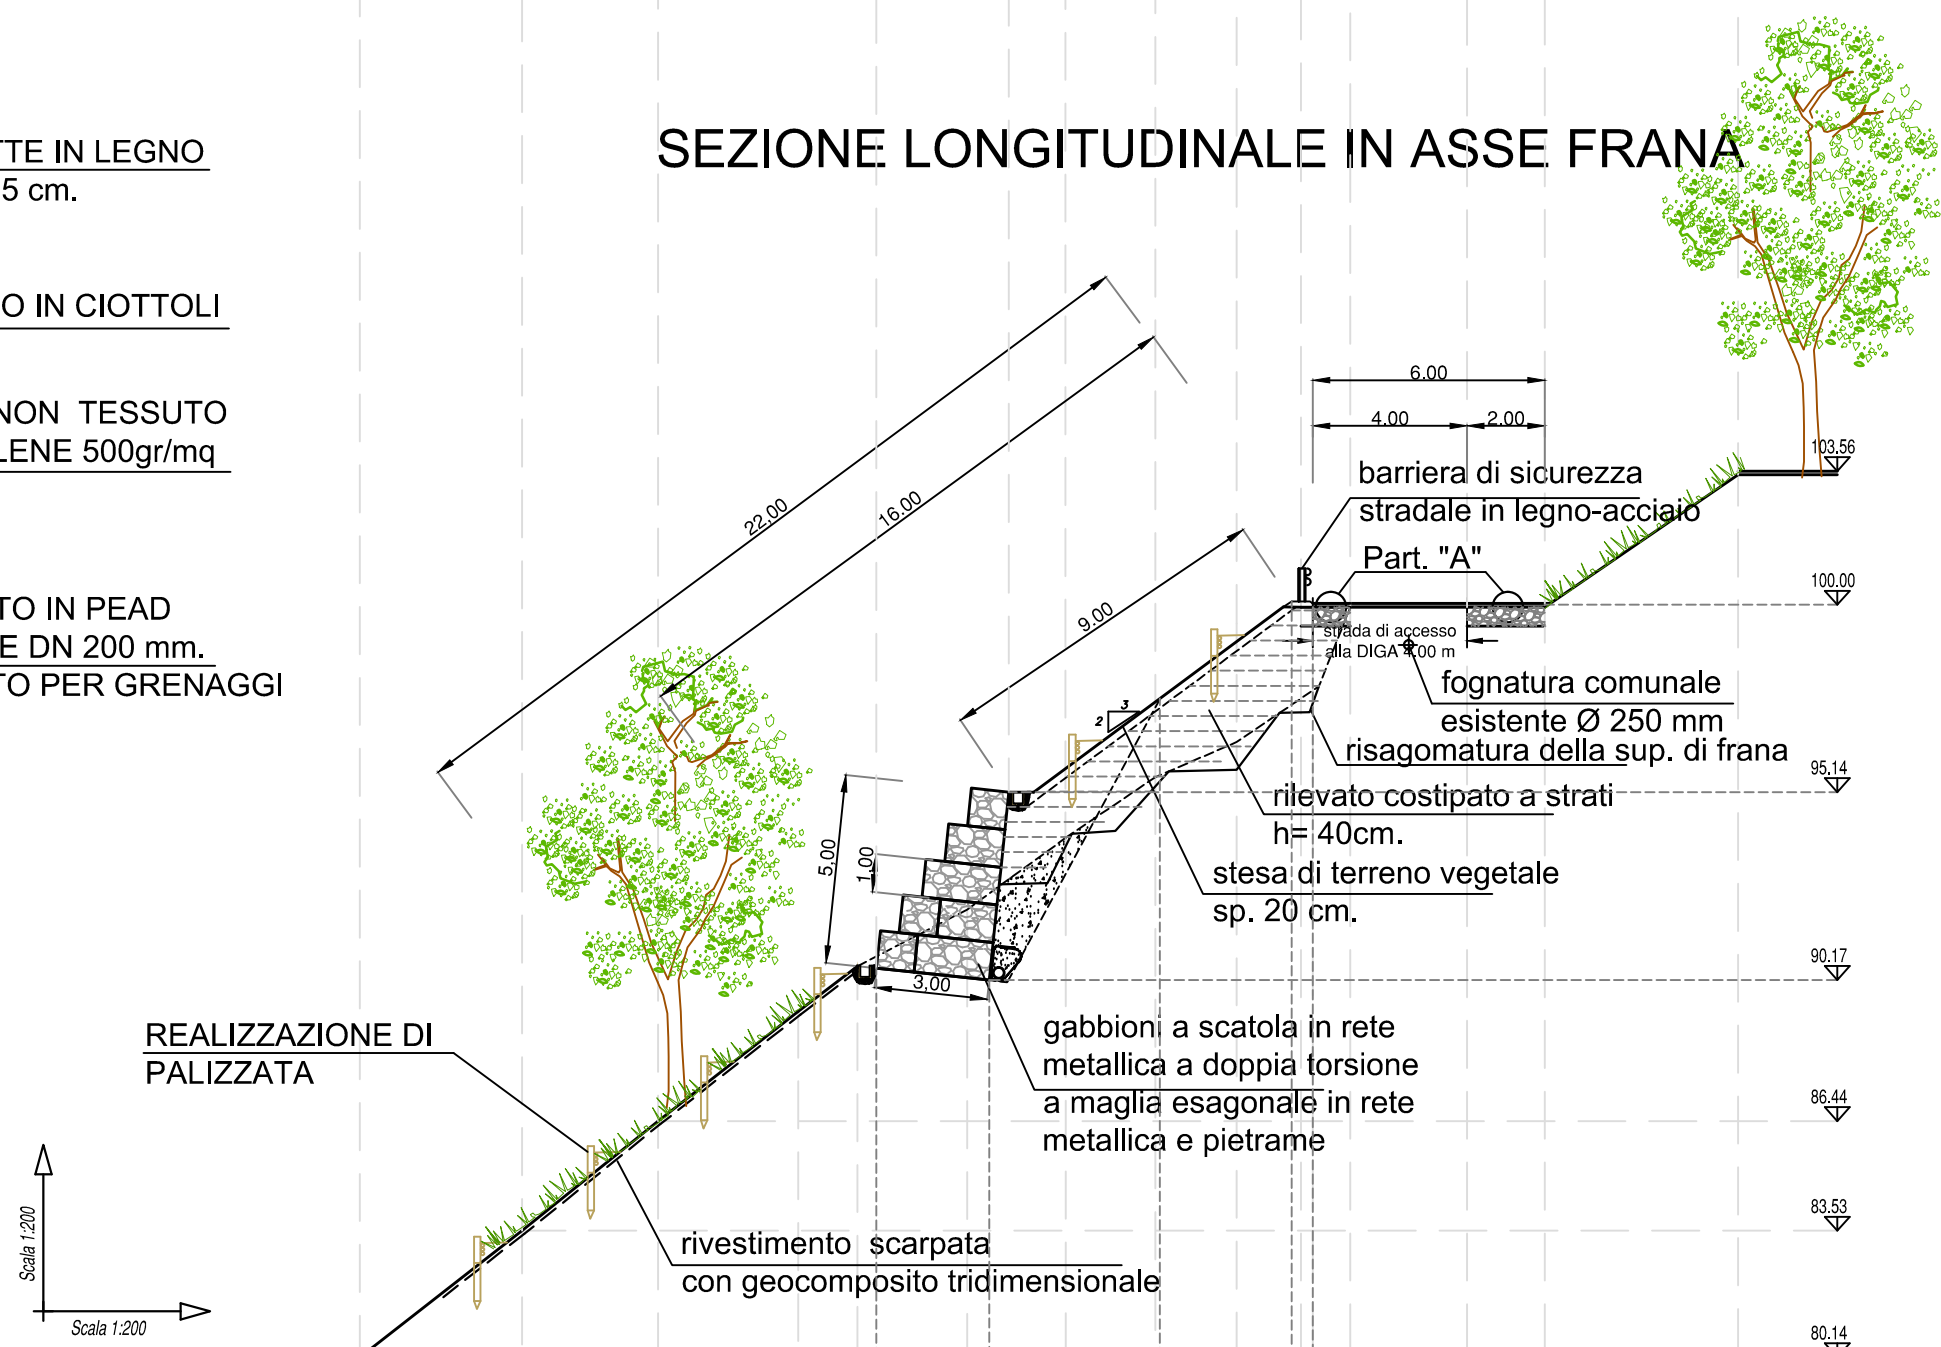 SEZIONE LONGITUDINALE IN ASSE FRANA
TTE IN LEGNO
5 cm.
O IN CIOTTOLI
NON TESSUTO
LENE 500gr/mq
TO IN PEAD
E DN 200 mm.
TO PER GRENAGGI
22,00
16.00
9.00
6.00
4.00
2.00
103.56
barriera di sicurezza
stradale in legno-acciaio
Part. "A"
100.00
strada di accesso
alla DIGA 4.00 m
fognatura comunale
esistente Ø 250 mm
risagomatura della sup. di frana
3
2
95.14
rilevato costipato a strati
h= 40cm.
stesa di terreno vegetale
sp. 20 cm.
5,00
1,00
3,00
90.17
gabbioni a scatola in rete
metallica a doppia torsione
a maglia esagonale in rete
metallica e pietrame
REALIZZAZIONE DI
PALIZZATA
86.44
83.53
rivestimento scarpata
con geocomposito tridimensionale
Scala 1:200
Scala 1:200
80.14